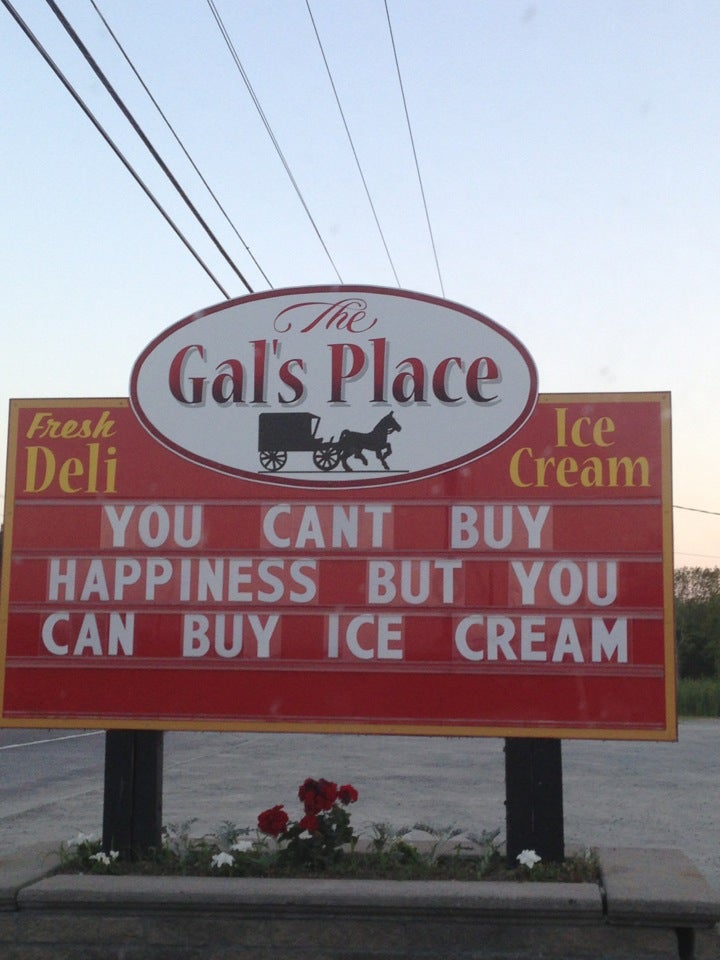 The
Gal's Place
Fresh
Deli
Ice
Cream
YOU CANT BUY
HAPPINESS BUT YOU
CAN BUY ICE CREAM